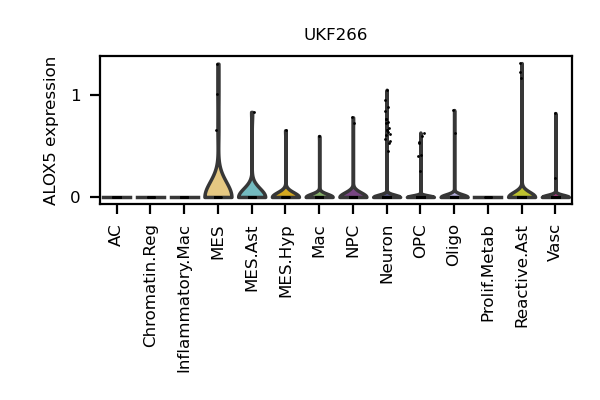 UKF266
ALOX5 expression
1
0
AC
Chromatin.Reg
Inflammatory.Mac
MES
MES.Ast
MES.Hyp
Mac
NPC
Neuron
OPC
Oligo
Prolif.Metab
Reactive.Ast
Vasc